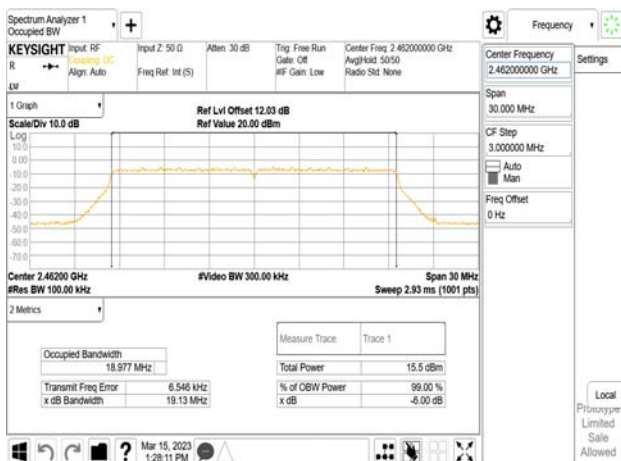 Spectrum Analyzer 1
Occupied BW
+
Frequency
KEYSIGHT
R
Input: RF
Coupling: DC
Align: Auto
Input Z: 50 Ω
Freq Ref: Int (S)
Atten: 30 dB
Trig: Free Run
Gate: Off
#IF Gain: Low
Center Freq: 2.462000000 GHz
Avg|Hold: 50/50
Radio Std: None
Center Frequency
2.462000000 GHz
Settings
Span
30.000 MHz
CF Step
3.000000 MHz
Auto
Man
Freq Offset
0 Hz
1 Graph
Scale/Div 10.0 dB
Ref Lvl Offset 12.03 dB
Ref Value 20.00 dBm
Log
10.0
0.00
-10.0
-20.0
-30.0
-40.0
-50.0
-60.0
-70.0
Center 2.46200 GHz
#Res BW 100.00 kHz
#Video BW 300.00 kHz
Span 30 MHz
Sweep 2.93 ms (1001 pts)
2 Metrics
Measure Trace Trace 1
Occupied Bandwidth
18.977 MHz
Total Power 15.5 dBm
Transmit Freq Error 6.546 kHz
% of OBW Power 99.00 %
x dB Bandwidth 19.13 MHz
x dB -6.00 dB
Local
Prototype
Limited
Sale
Allowed
?
Mar 15, 2023
1:28:11 PM